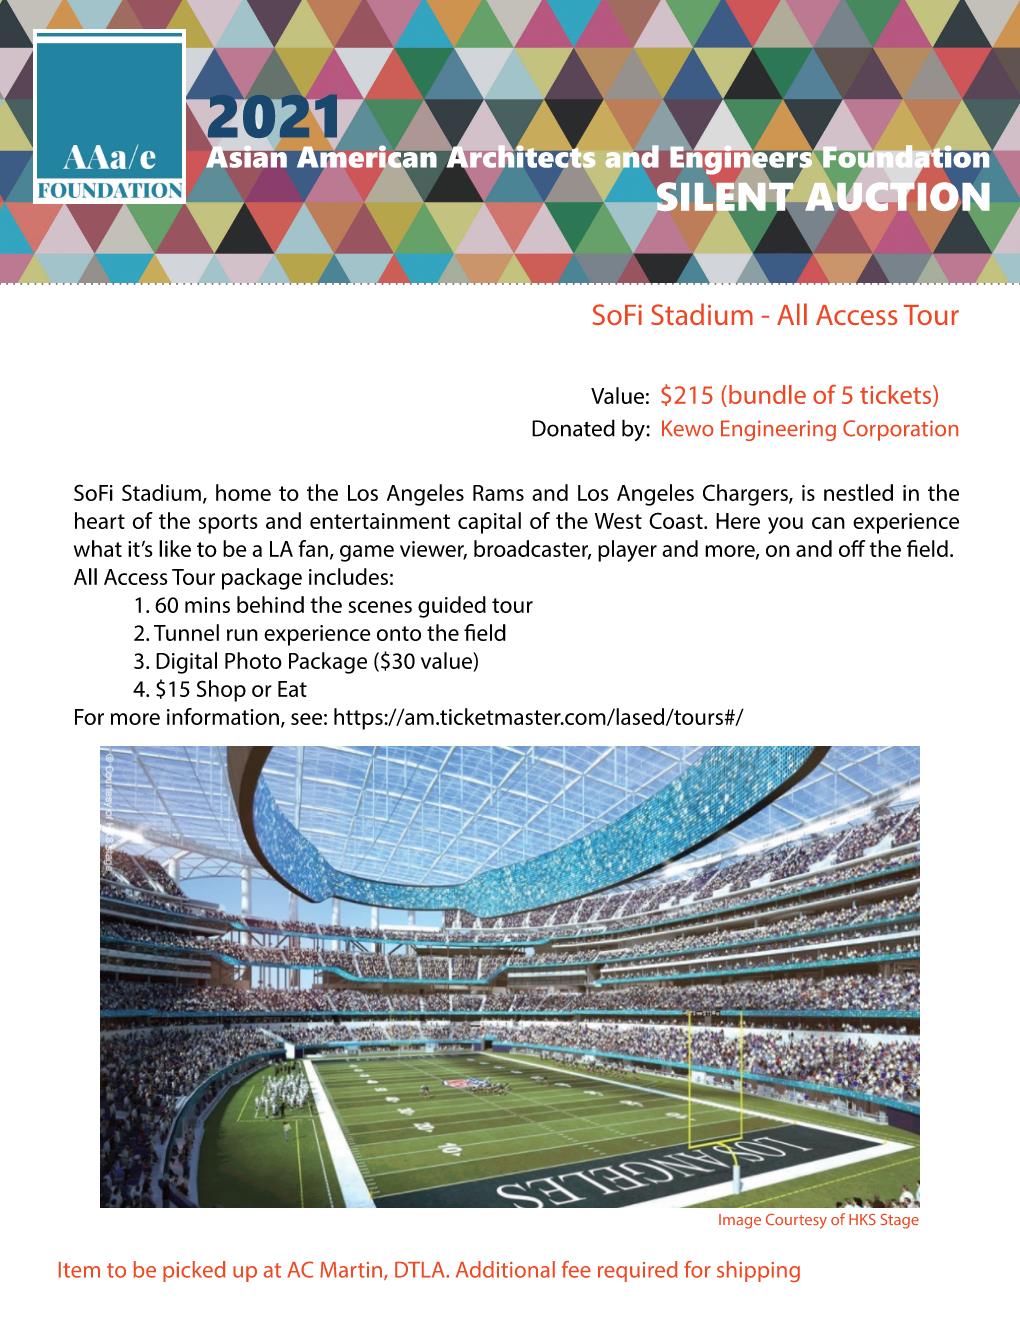 AAa/e
FOUNDATION
2021
Asian American Architects and Engineers Foundation
SILENT AUCTION
SoFi Stadium - All Access Tour
Value: $215 (bundle of 5 tickets)
Donated by: Kewo Engineering Corporation
SoFi Stadium, home to the Los Angeles Rams and Los Angeles Chargers, is nestled in the
heart of the sports and entertainment capital of the West Coast. Here you can experience
what it’s like to be a LA fan, game viewer, broadcaster, player and more, on and off the field.
All Access Tour package includes:
1. 60 mins behind the scenes guided tour
2. Tunnel run experience onto the field
3. Digital Photo Package ($30 value)
4. $15 Shop or Eat
For more information, see: https://am.ticketmaster.com/lased/tours#/
LOS ANGELES
Image Courtesy of HKS Stage
Item to be picked up at AC Martin, DTLA. Additional fee required for shipping